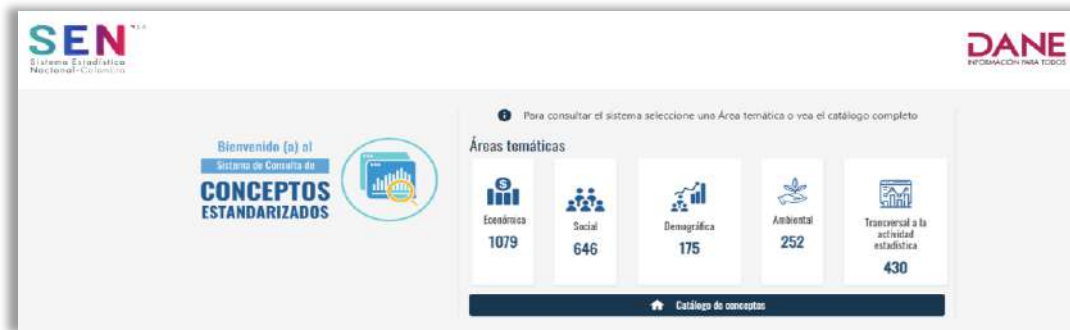 SEN
Sistema Estadístico
Nacional-Colombia
DANE
INFORMACIÓN PARA TODOS
Para consultar el sistema seleccione una Área temática o vea el catálogo completo
Bienvenido (a) al
Sistema de Consulta de
CONCEPTOS
ESTANDARIZADOS
Áreas temáticas
Económica
1079
Social
646
Demográfica
175
Ambiental
252
Transversal a la
actividad
estadística
430
Catálogo de conceptos